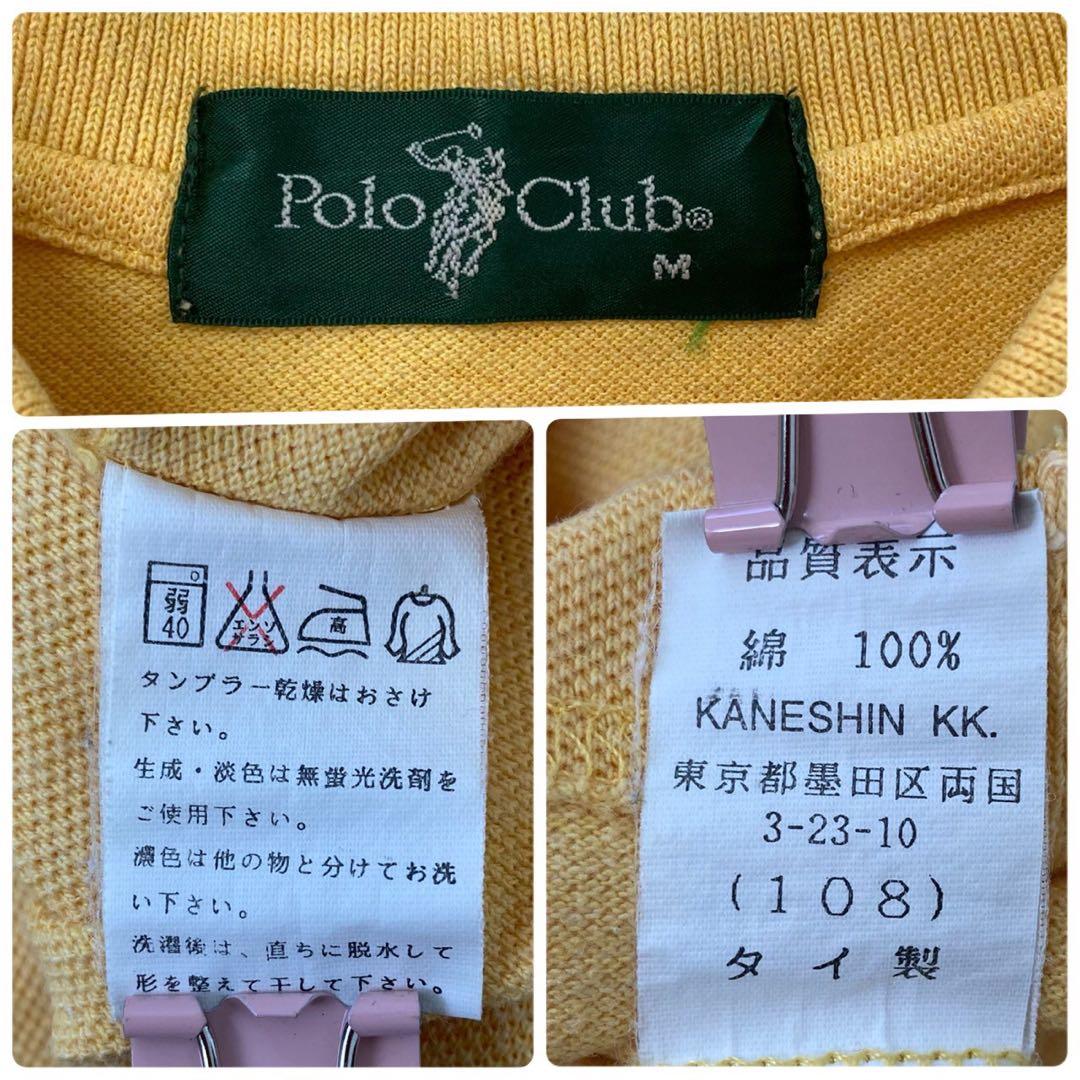 Polo Club®
M
弱
40
エンソ
サラシ
高
タンブラー乾燥はおさけ
下さい。
生成・淡色は無蛍光洗剤を
ご使用下さい。
濃色は他の物と分けてお洗
い下さい。
洗濯後は、直ちに脱水して
形を整えて干して下さい。
品質表示
綿 100%
KANESHIN KK.
東京都墨田区両国
3-23-10
(108)
タイ製